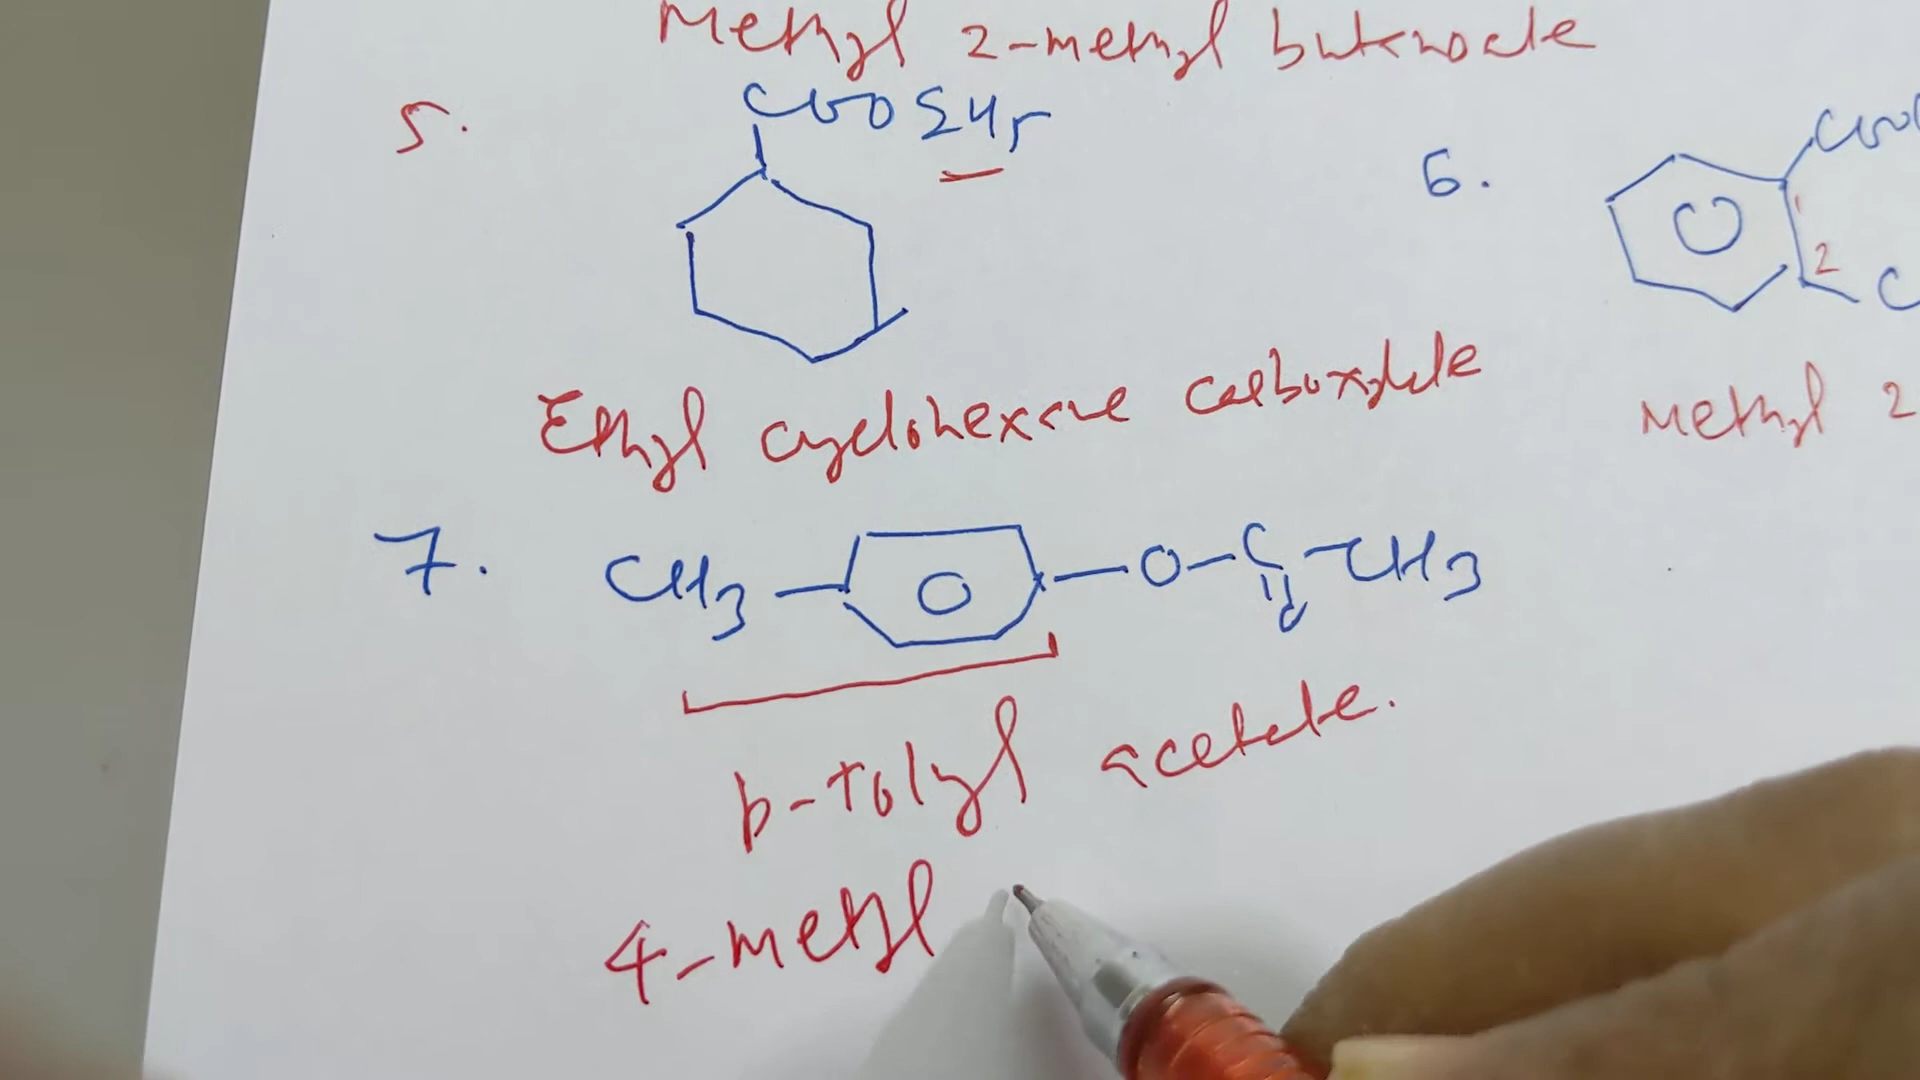 Methyl 2-methyl butanoate
5.
COOC2H5
6.
COO
1
2
C
Ethyl cyclohexane carboxylate
Methyl 2
7.
CH3 O -O-C-CH3
O
p-tolyl acetate.
4-methyl